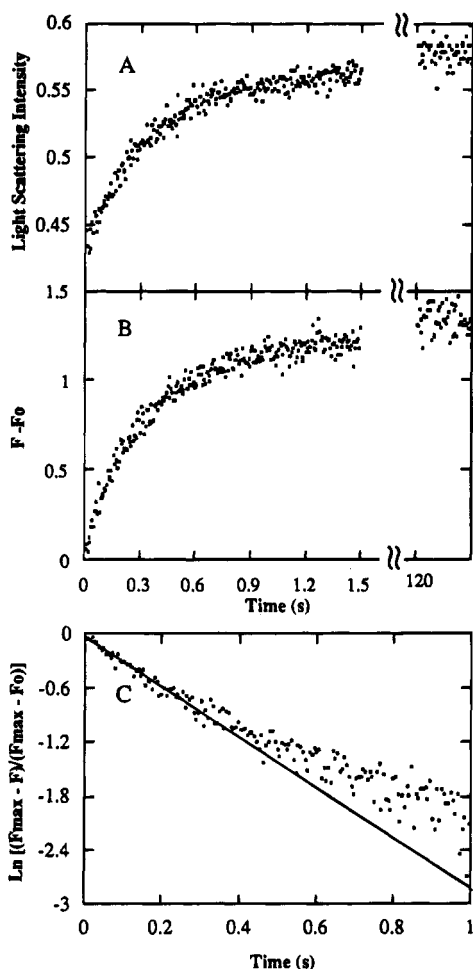 0.6
A
0.55
0.5
0.45
Light Scattering Intensity
1.5
B
1
0.5
0
F -Fo
0 0.3 0.6 0.9 1.2 1.5 120
Time (s)
0
-0.6
C
-1.2
-1.8
-2.4
-3
Ln [(Fmax - F)/(Fmax - Fo)]
0 0.2 0.4 0.6 0.8 1
Time (s)